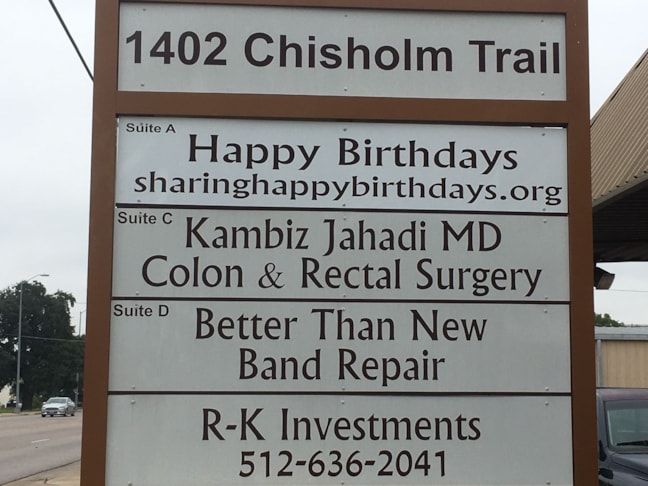 1402 Chisholm Trail
Suite A
Happy Birthdays
sharinghappybirthdays.org
Suite C
Kambiz Jahadi MD
Colon & Rectal Surgery
Suite D
Better Than New
Band Repair
R-K Investments
512-636-2041